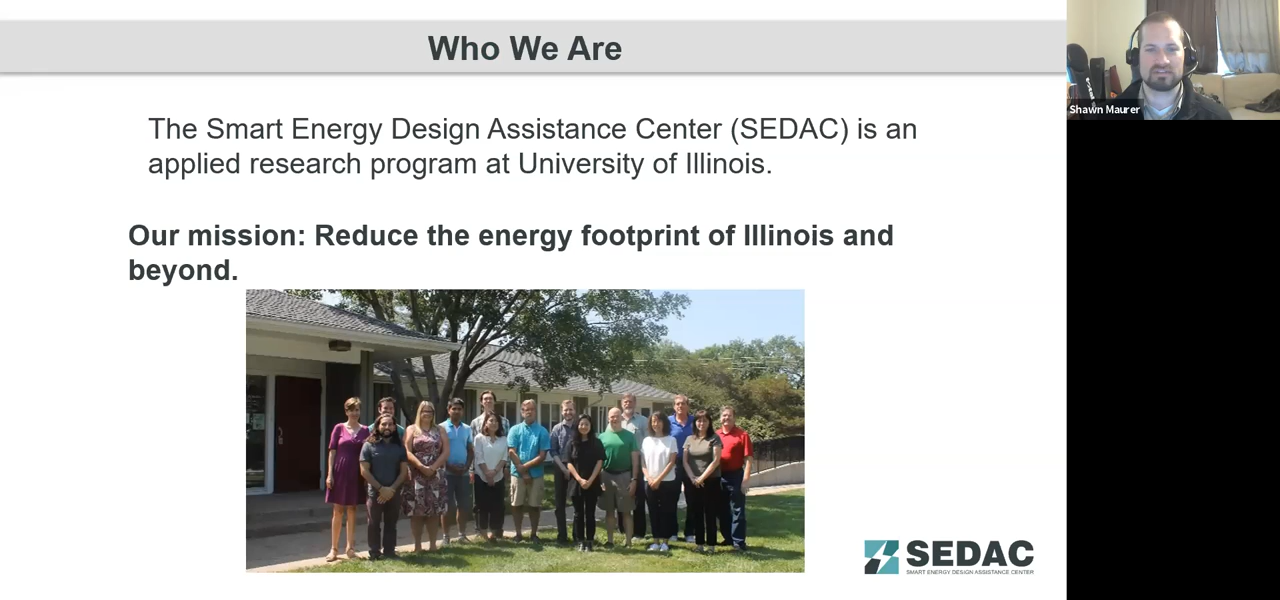 Who We Are
The Smart Energy Design Assistance Center (SEDAC) is an
applied research program at University of Illinois.
Our mission: Reduce the energy footprint of Illinois and
beyond.
SEDAC
SMART ENERGY DESIGN ASSISTANCE CENTER
Shawn Maurer